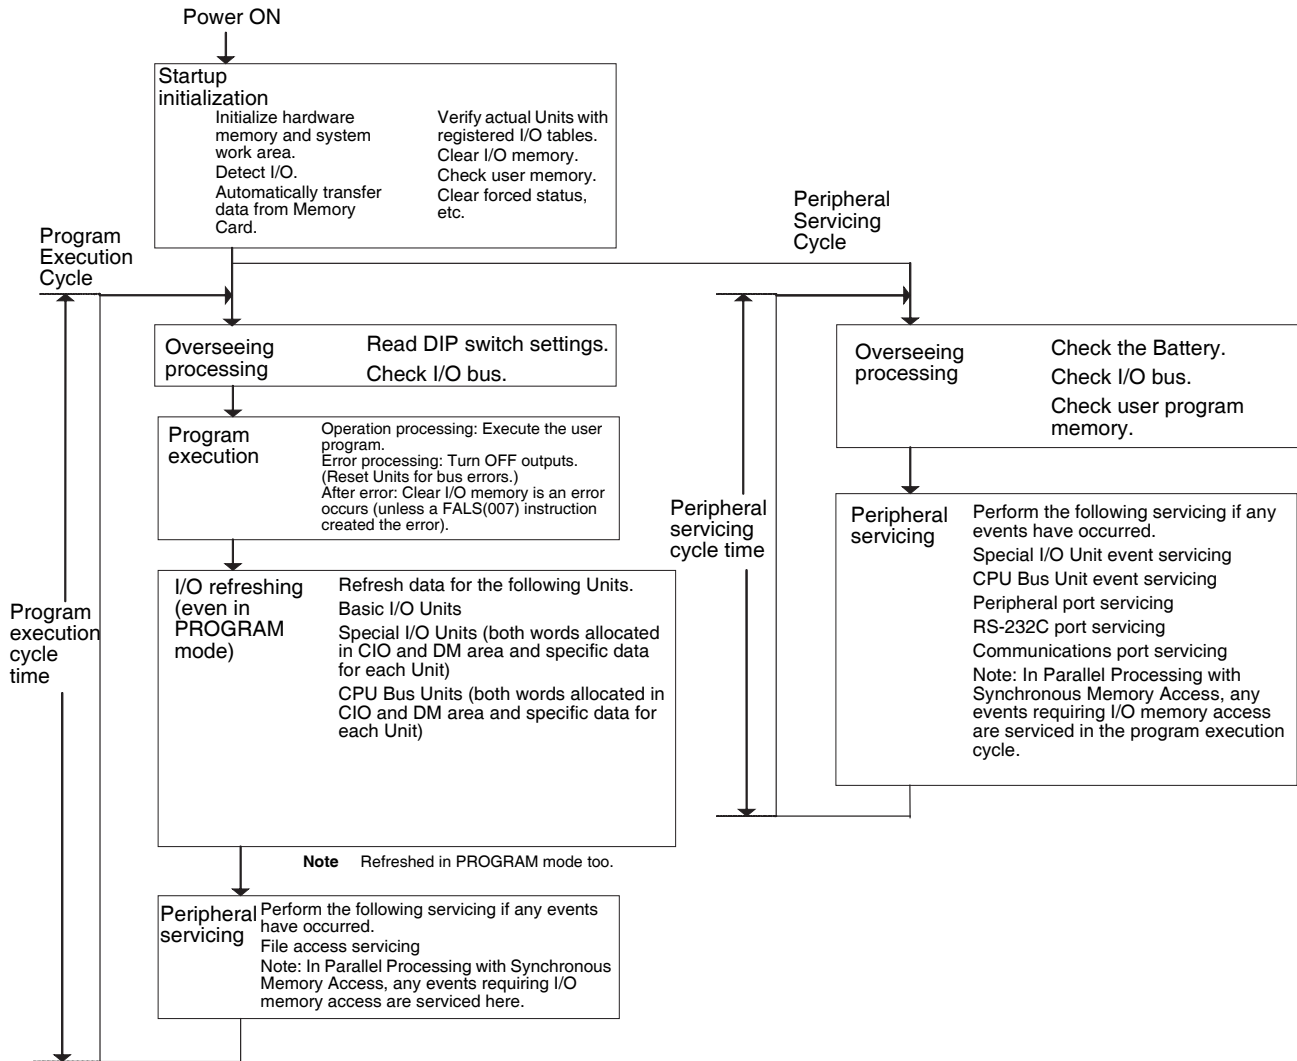 Power ON
Startup
initialization
Initialize hardware
memory and system
work area.
Detect I/O.
Automatically transfer
data from Memory
Card.
Verify actual Units with
registered I/O tables.
Clear I/O memory.
Check user memory.
Clear forced status,
etc.
Program
Execution
Cycle
Peripheral
Servicing
Cycle
Overseeing
processing
Read DIP switch settings.
Check I/O bus.
Program
execution
Operation processing: Execute the user
program.
Error processing: Turn OFF outputs.
(Reset Units for bus errors.)
After error: Clear I/O memory is an error
occurs (unless a FALS(007) instruction
created the error).
I/O refreshing
(even in
PROGRAM
mode)
Refresh data for the following Units.
Basic I/O Units
Special I/O Units (both words allocated
in CIO and DM area and specific data
for each Unit)
CPU Bus Units (both words allocated in
CIO and DM area and specific data for
each Unit)
Program
execution
cycle
time
Note Refreshed in PROGRAM mode too.
Peripheral
servicing
Perform the following servicing if any events
have occurred.
File access servicing
Note: In Parallel Processing with Synchronous
Memory Access, any events requiring I/O
memory access are serviced here.
Overseeing
processing
Check the Battery.
Check I/O bus.
Check user program
memory.
Peripheral
servicing
cycle time
Peripheral
servicing
Perform the following servicing if any
events have occurred.
Special I/O Unit event servicing
CPU Bus Unit event servicing
Peripheral port servicing
RS-232C port servicing
Communications port servicing
Note: In Parallel Processing with
Synchronous Memory Access, any
events requiring I/O memory access
are serviced in the program execution
cycle.